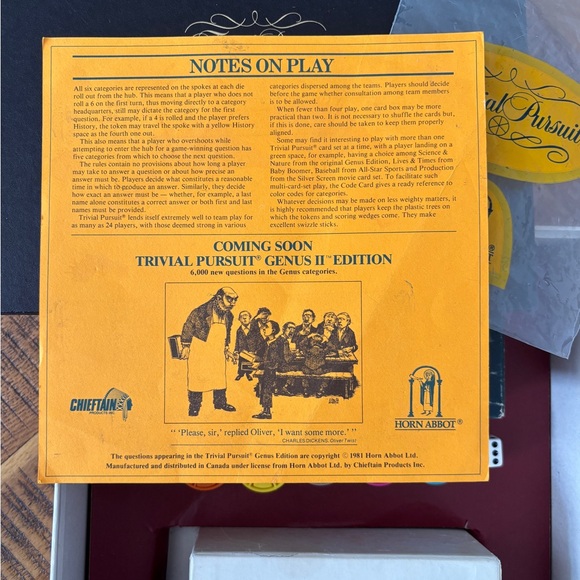 NOTES ON PLAY
All six categories are represented on the spokes at each die
roll out from the hub. This means that a player who does not
roll a 6 on the first turn, thus moving directly to a category
headquarters, still may dictate the category for the first
question. For example, if a 4 is rolled and the player prefers
History, the token may travel the spoke with a yellow History
space as the fourth one out.
This also means that a player who overshoots while
attempting to enter the hub for a game-winning question has
five categories from which to choose the next question.
The rules contain no provisions about how long a player
may take to answer a question or about how precise an
answer must be. Players decide what constitutes a reasonable
time in which to produce an answer. Similarly, they decide
how exact an answer must be — whether, for example, a last
name alone constitutes a correct answer or both first and last
names must be provided.
Trivial Pursuit® lends itself extremely well to team play for
as many as 24 players, with those deemed strong in various
categories dispersed among the teams. Players should decide
before the game whether consultation among team members
is to be allowed.
When fewer than four play, one card box may be more
practical than two. It is not necessary to shuffle the cards but,
if this is done, care should be taken to keep them properly
aligned.
Some may find it interesting to play with more than one
Trivial Pursuit® card set at a time, with a player landing on a
green space, for example, having a choice among Science &
Nature from the original Genus Edition, Lives & Times from
Baby Boomer, Baseball from All-Star Sports and Production
from the Silver Screen movie card set. To facilitate such
multi-card-set play, the Code Card gives a ready reference to
color codes for categories.
Whatever decisions may be made on less weighty matters, it
is highly recommended that players keep the plastic trees on
which the tokens and scoring wedges come. They make
excellent swizzle sticks.
COMING SOON
TRIVIAL PURSUIT® GENUS II™ EDITION
6,000 new questions in the Genus categories.
CHIEFTAIN
PRODUCTS INC.
HORN ABBOT®
" 'Please, sir,' replied Oliver, 'I want some more.' "
CHARLES DICKENS, Oliver Twist
The questions appearing in the Trivial Pursuit® Genus Edition are copyright © 1981 Horn Abbot Ltd.
Manufactured and distributed in Canada under license from Horn Abbot Ltd. by Chieftain Products Inc.
Pursuit